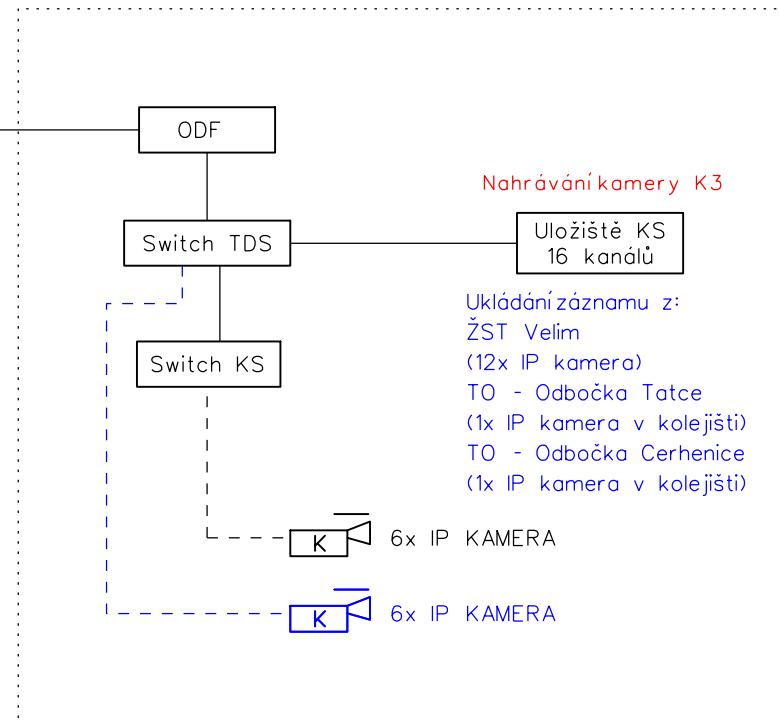 ODF
Nahrávání kamery K3
Switch TDS
Uložiště KS
16 kanálů
Ukládání záznamu z:
ŽST Velim
(12x IP kamera)
TO - Odbočka Tatce
(1x IP kamera v kolejišti)
TO - Odbočka Cerhenice
(1x IP kamera v kolejišti)
Switch KS
K 6x IP KAMERA
K 6x IP KAMERA